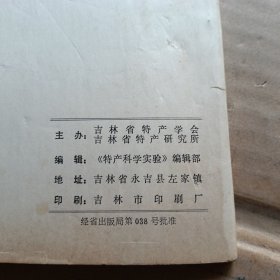 主办: 吉林省特产学会
吉林省特产研究所
编辑: 《特产科学实验》编辑部
地址: 吉林省永吉县左家镇
印刷: 吉林市印刷厂
经省出版局第038号批准